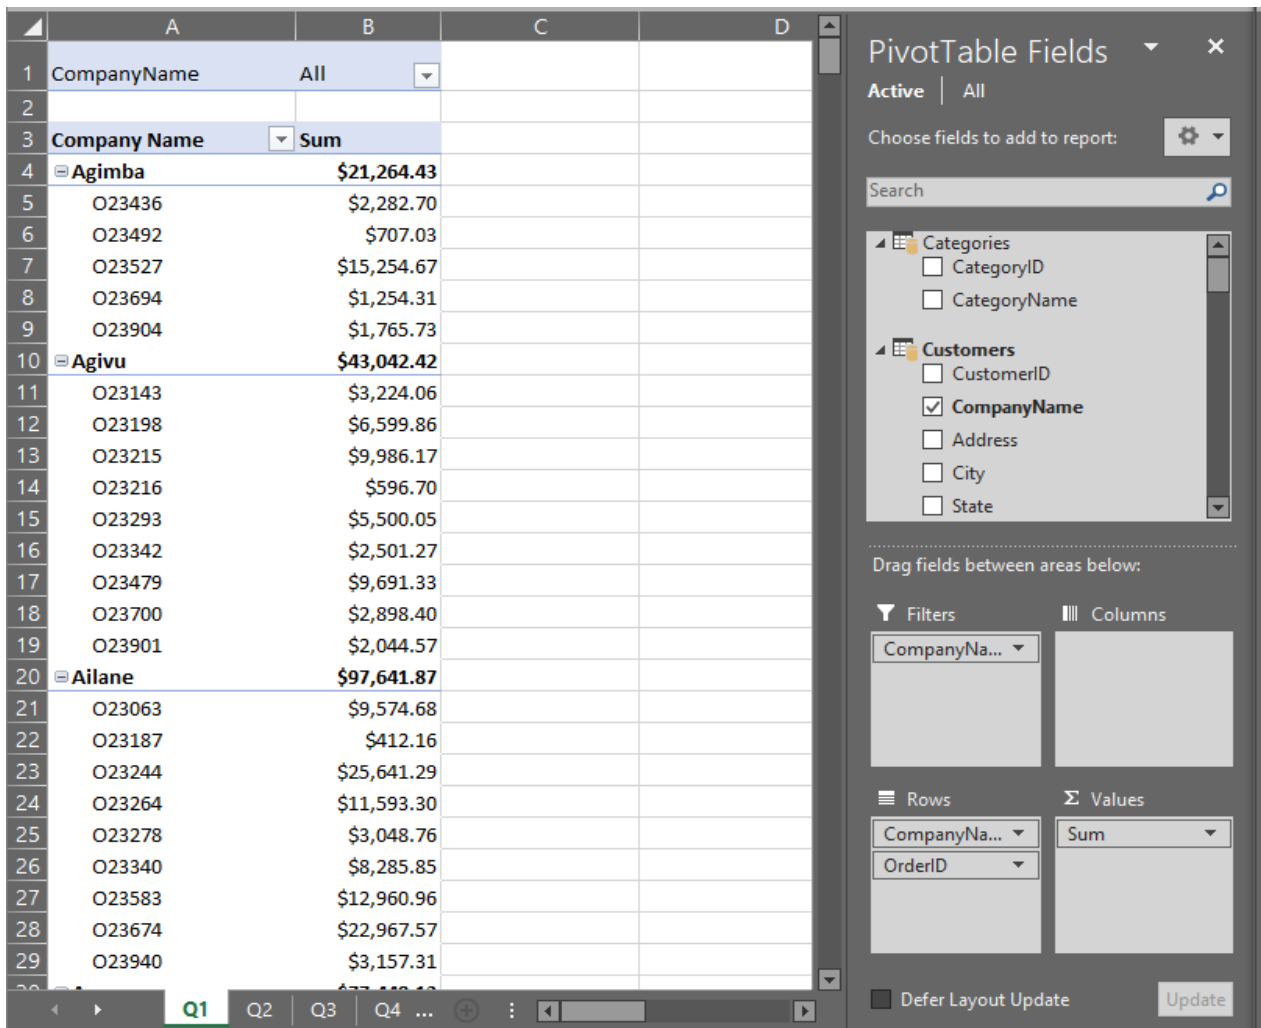 A B C D
1 CompanyName All
2
3 Company Name Sum
4 Agimba $21,264.43
5 O23436 $2,282.70
6 O23492 $707.03
7 O23527 $15,254.67
8 O23694 $1,254.31
9 O23904 $1,765.73
10 Agivu $43,042.42
11 O23143 $3,224.06
12 O23198 $6,599.86
13 O23215 $9,986.17
14 O23216 $596.70
15 O23293 $5,500.05
16 O23342 $2,501.27
17 O23479 $9,691.33
18 O23700 $2,898.40
19 O23901 $2,044.57
20 Ailane $97,641.87
21 O23063 $9,574.68
22 O23187 $412.16
23 O23244 $25,641.29
24 O23264 $11,593.30
25 O23278 $3,048.76
26 O23340 $8,285.85
27 O23583 $12,960.96
28 O23674 $22,967.57
29 O23940 $3,157.31
Q1 Q2 Q3 Q4 ...
PivotTable Fields
Active All
Choose fields to add to report:
Search
Categories
CategoryID
CategoryName
Customers
CustomerID
CompanyName
Address
City
State
Drag fields between areas below:
Filters Columns
CompanyNa...
Rows Σ Values
CompanyNa... Sum
OrderID
Defer Layout Update Update